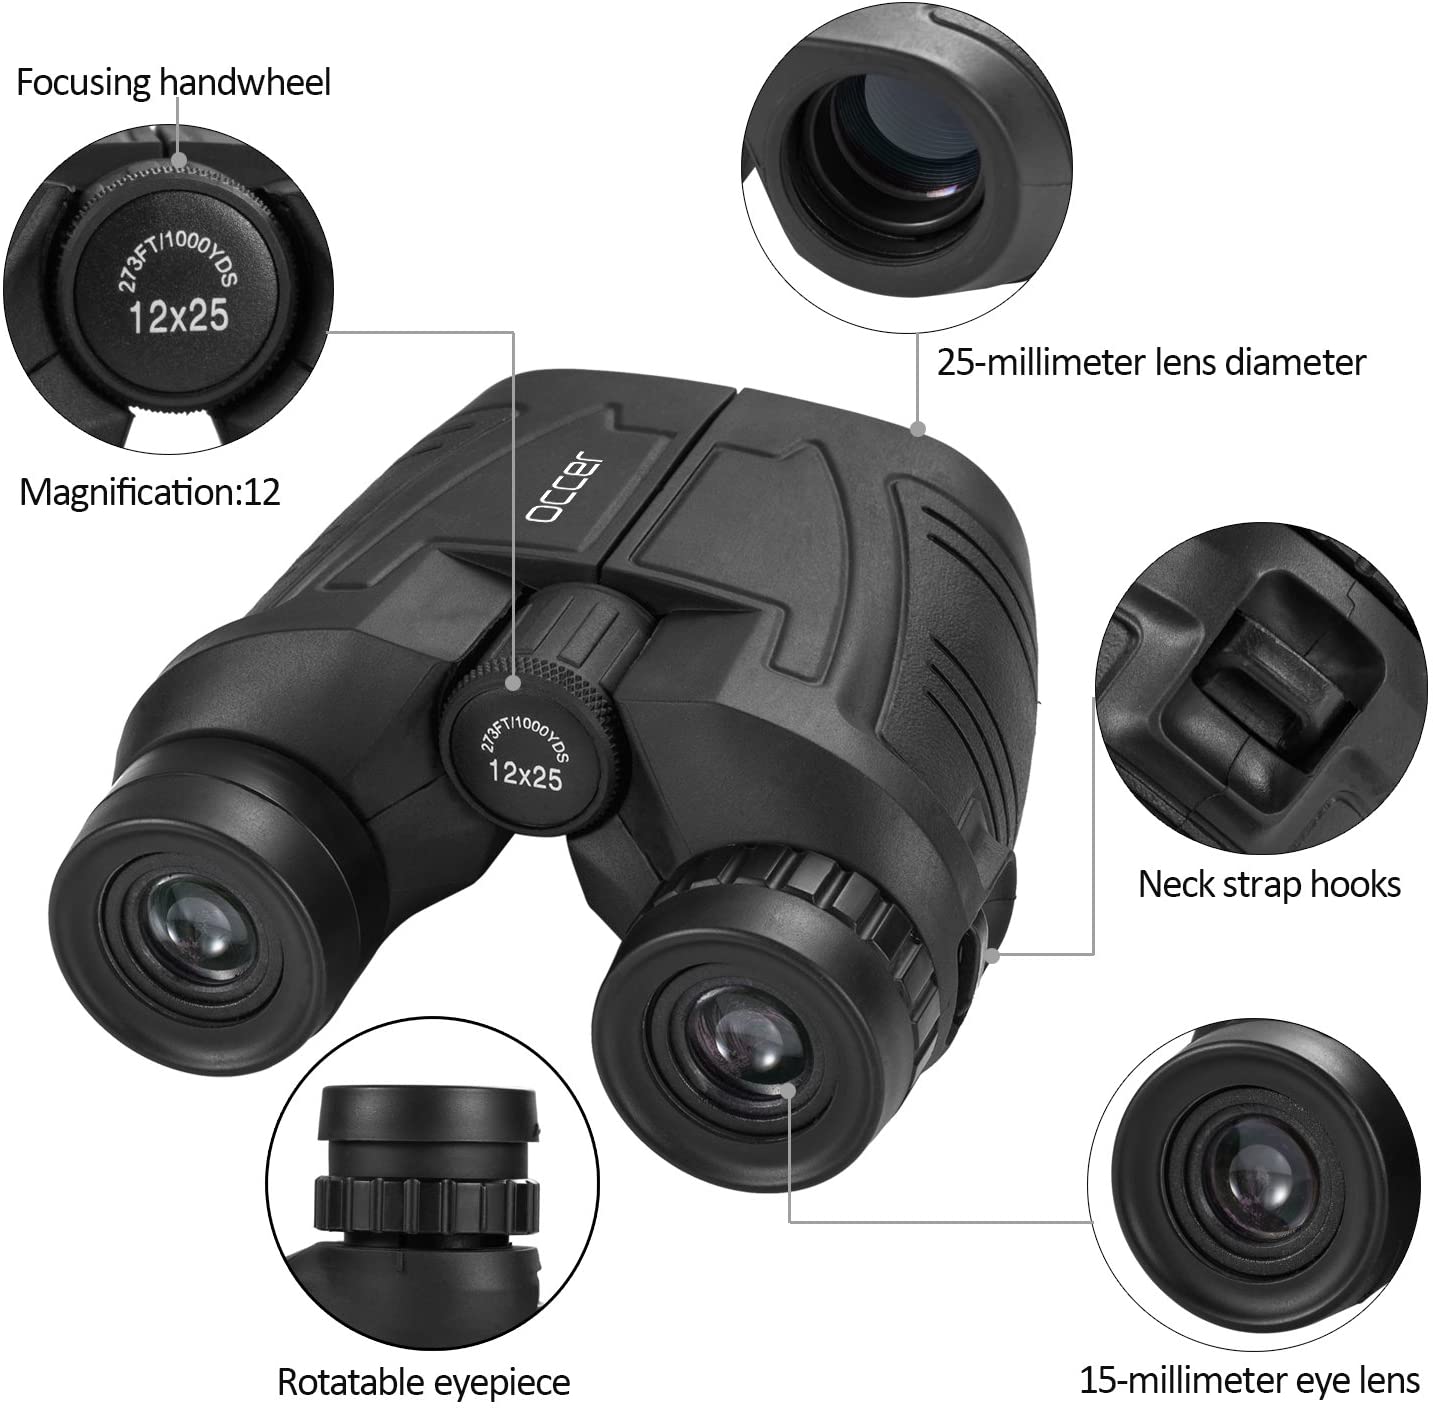 Focusing handwheel
273FT/1000YDS
12x25
Magnification:12
25-millimeter lens diameter
occer
273FT/1000YDS
12x25
Neck strap hooks
Rotatable eyepiece
15-millimeter eye lens